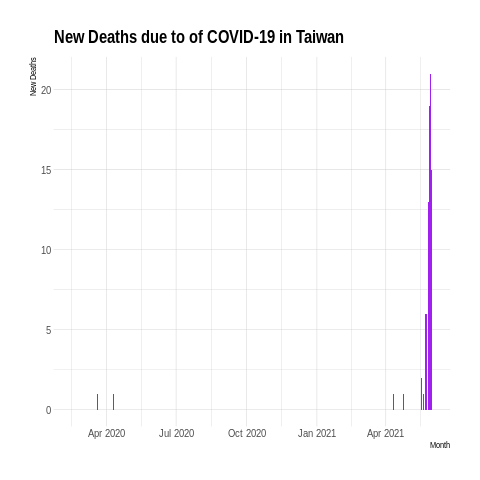 New Deaths due to of COVID-19 in Taiwan
New Deaths
20
15
10
5
0
Apr 2020 Jul 2020 Oct 2020 Jan 2021 Apr 2021
Month